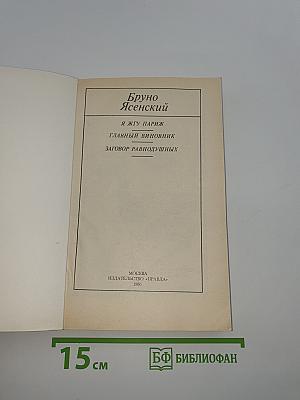 Бруно
Ясенский
Я ЖГУ ПАРИЖ
ГЛАВНЫЙ ВИНОВНИК
ЗАГОВОР РАВНОДУШНЫХ
МОСКВА
ИЗДАТЕЛЬСТВО «ПРАВДА»
15 см
БФ БИБЛИОФАН